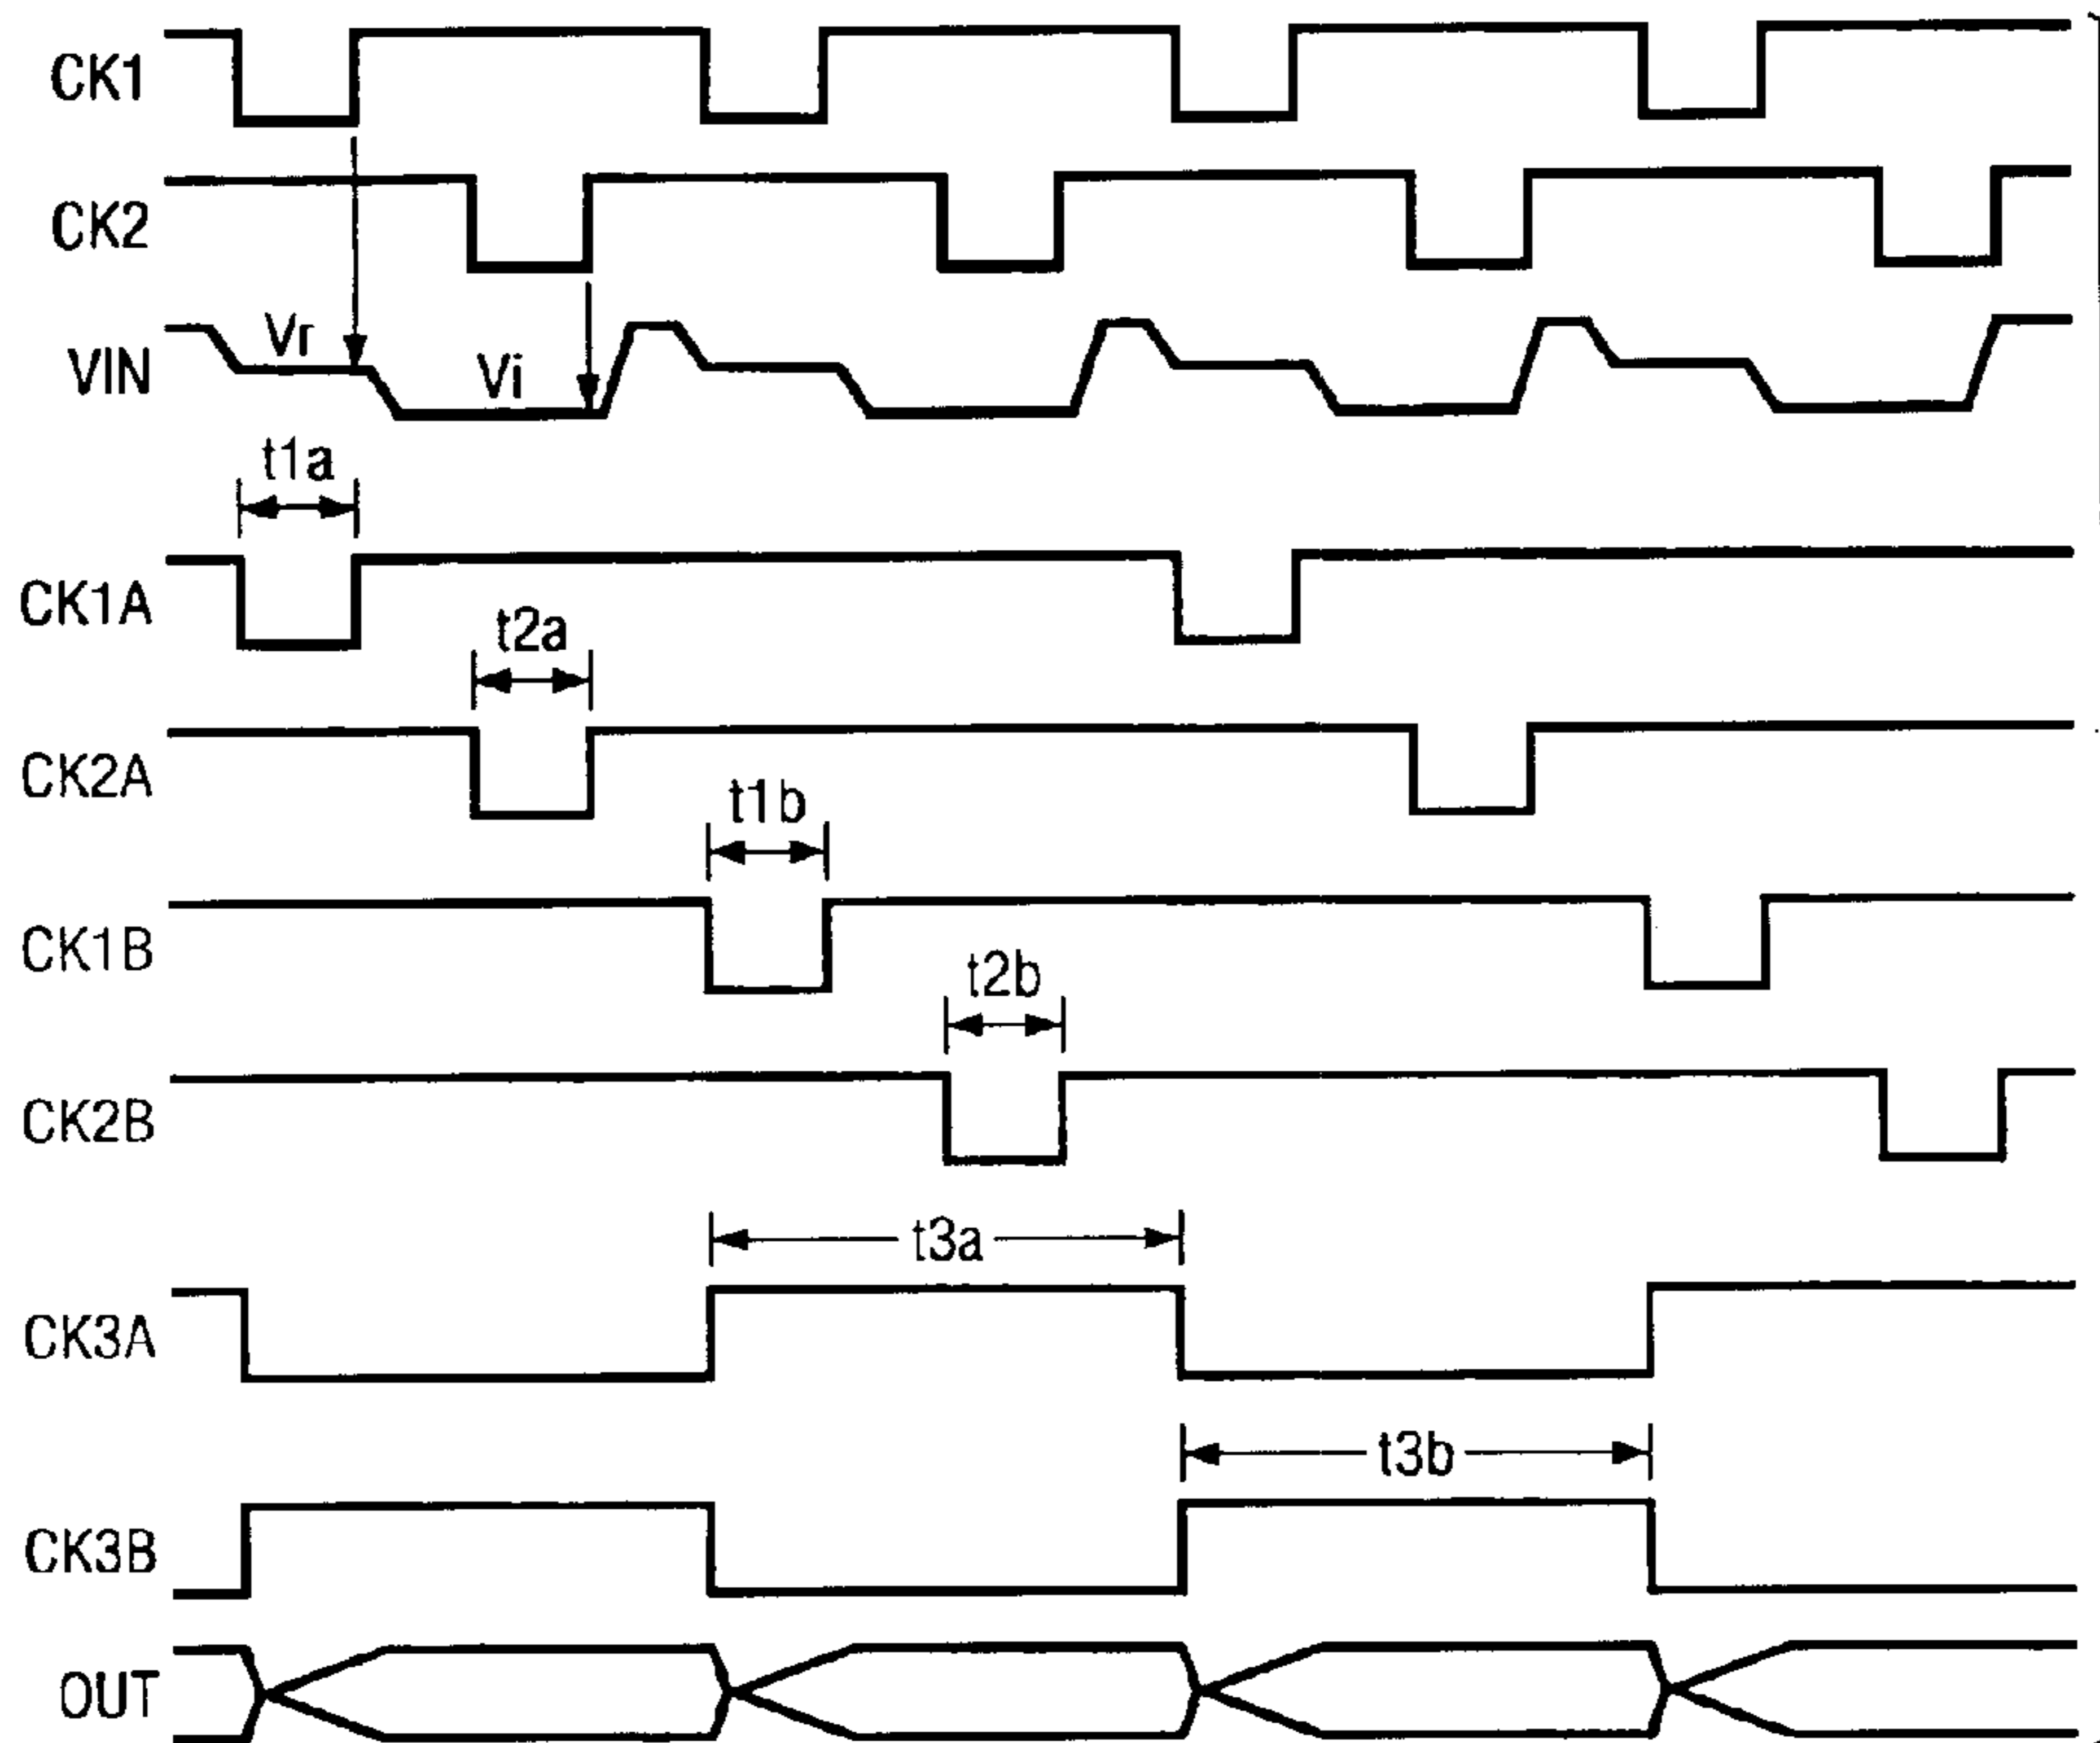 CK1
CK2
VIN
Vr
Vi
t1a
CK1A
t2a
CK2A
t1b
CK1B
t2b
CK2B
t3a
CK3A
t3b
CK3B
OUT